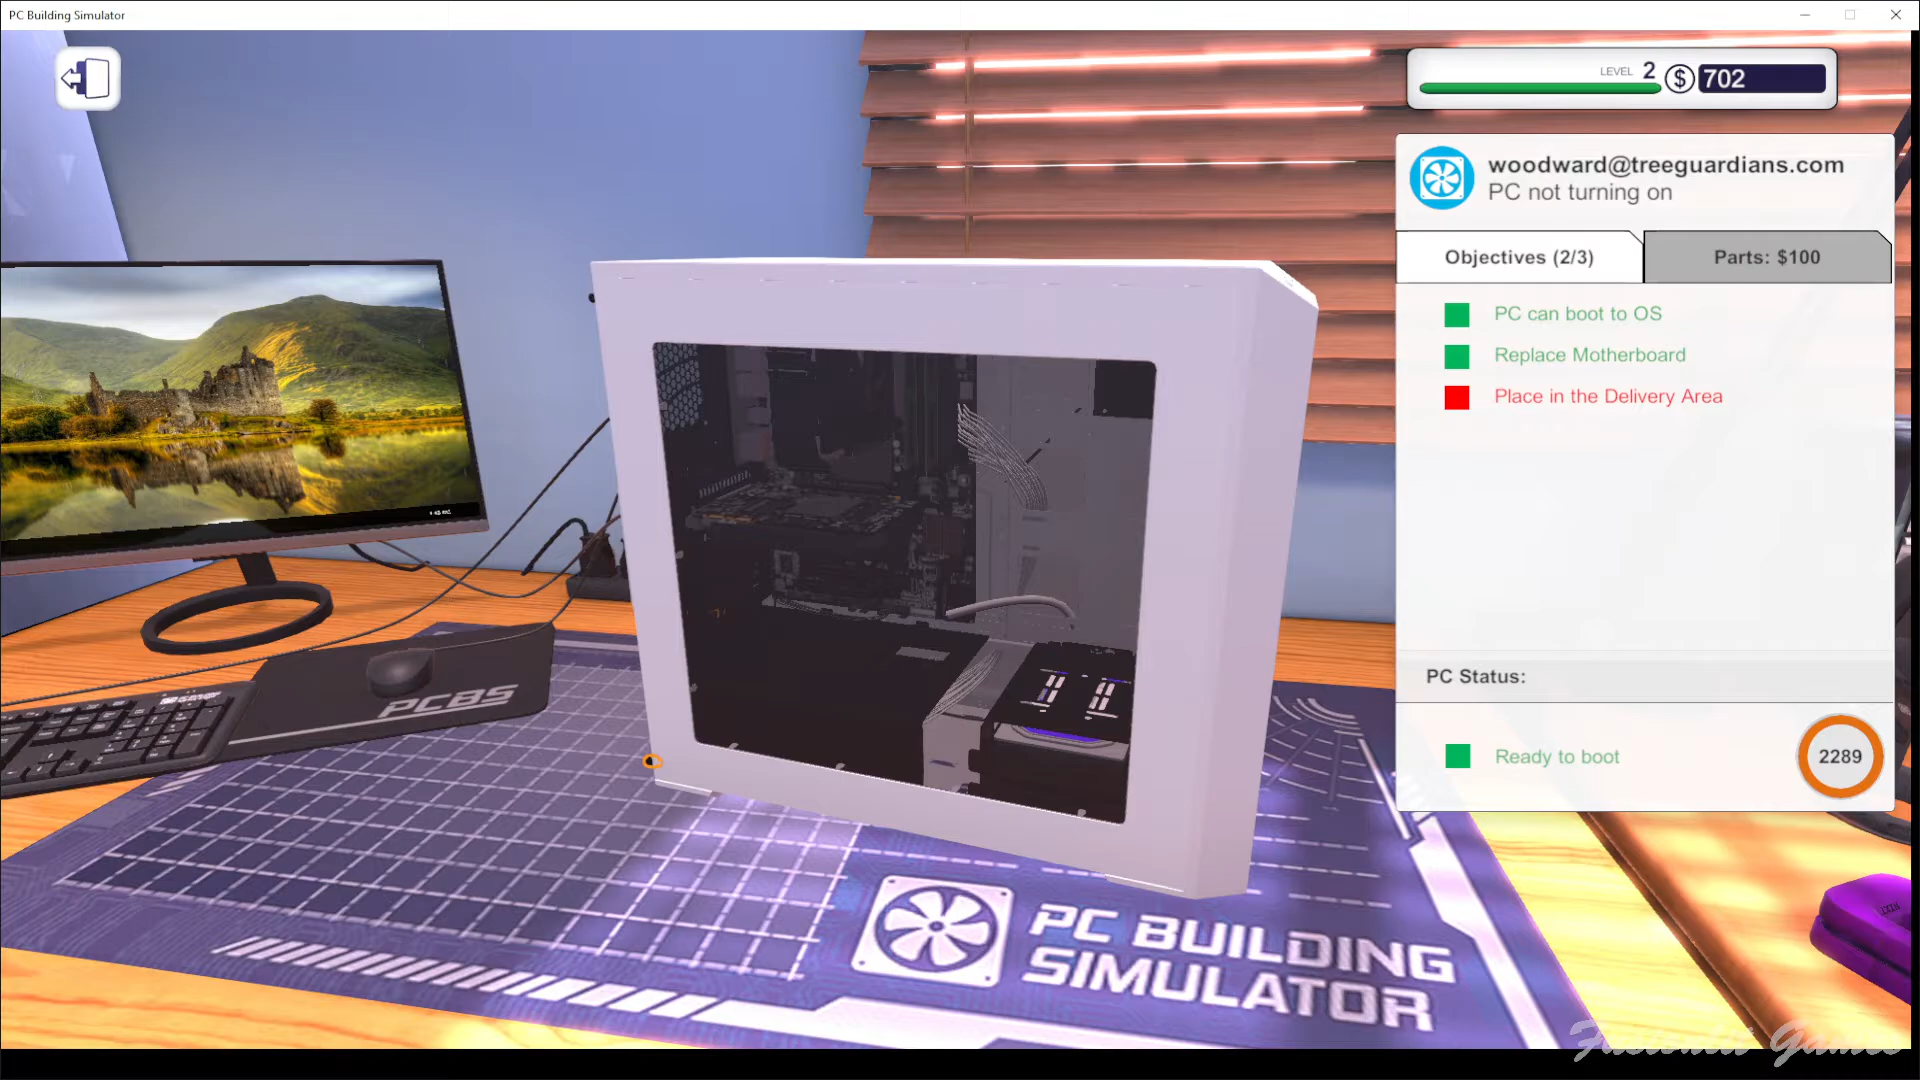 PC Building Simulator
LEVEL 2
$ 702
woodward@treeguardians.com
PC not turning on
Objectives (2/3)
Parts: $100
PC can boot to OS
Replace Motherboard
Place in the Delivery Area
PC Status:
Ready to boot
2289
PCBS
PC BUILDING
SIMULATOR
Games